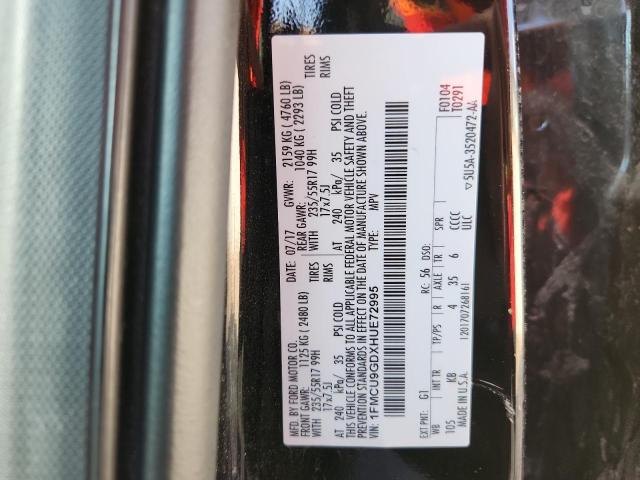 MFD. BY FORD MOTOR CO.
DATE: 07/17 GVWR: 2159 KG ( 4760 LB)
FRONT GAWR: 1125 KG ( 2480 LB) REAR GAWR: 1040 KG ( 2293 LB)
WITH 235/55R17 99H TIRES WITH 235/55R17 99H TIRES
17x7.5J RIMS 17x7.5J RIMS
AT 240 kPa/ 35 PSI COLD AT 240 kPa/ 35 PSI COLD
THIS VEHICLE CONFORMS TO ALL APPLICABLE FEDERAL MOTOR VEHICLE SAFETY AND THEFT
PREVENTION STANDARDS IN EFFECT ON THE DATE OF MANUFACTURE SHOWN ABOVE.
VIN: 1FMCU9GDXHUE72995 TYPE: MPV
F0104
T0291
EXT PNT: G1 RC: 56 DSO:
WB INT TR TP/PS R AXLE TR SPR
105 KB 4 35 6 CCCC
MADE IN U.S.A. 1201707268161 ULC
▽5U5A-3520472-AA